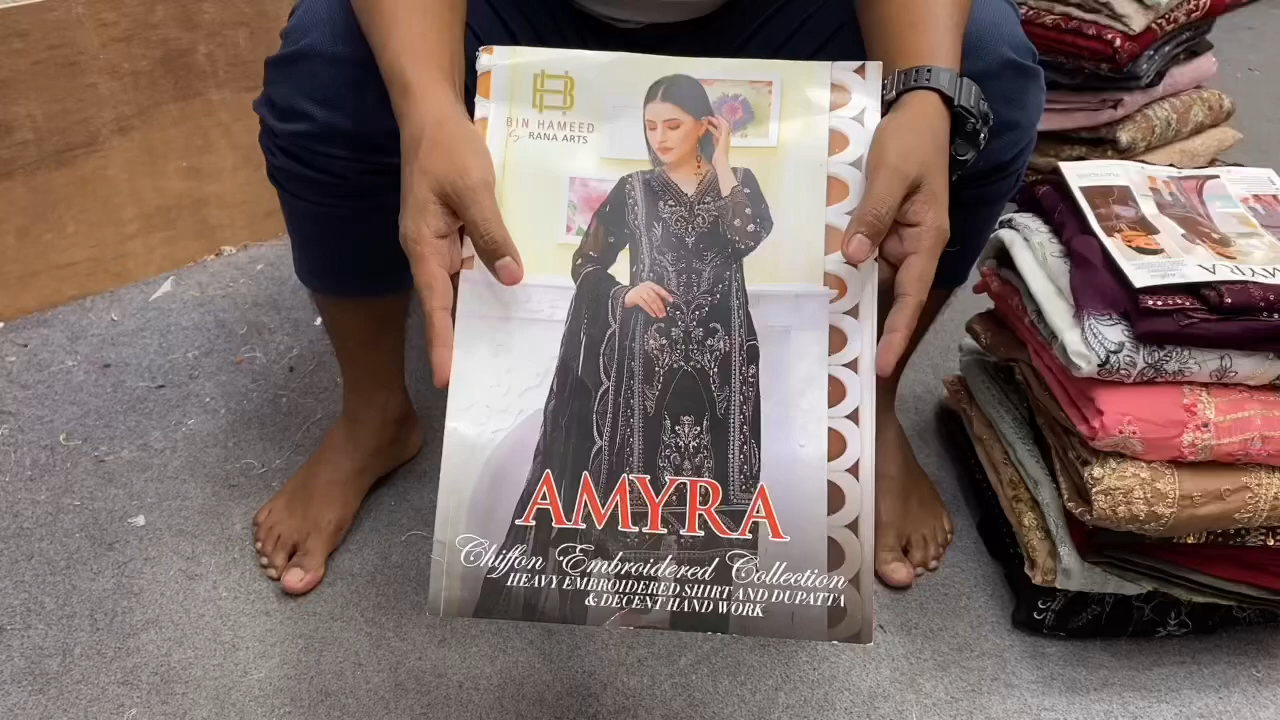 BIN HAMEED
by RANA ARTS
AMYRA
Chiffon Embroidered Collection
HEAVY EMBROIDERED SHIRT AND DUPATTA
& DECENT HAND WORK
AMYRA